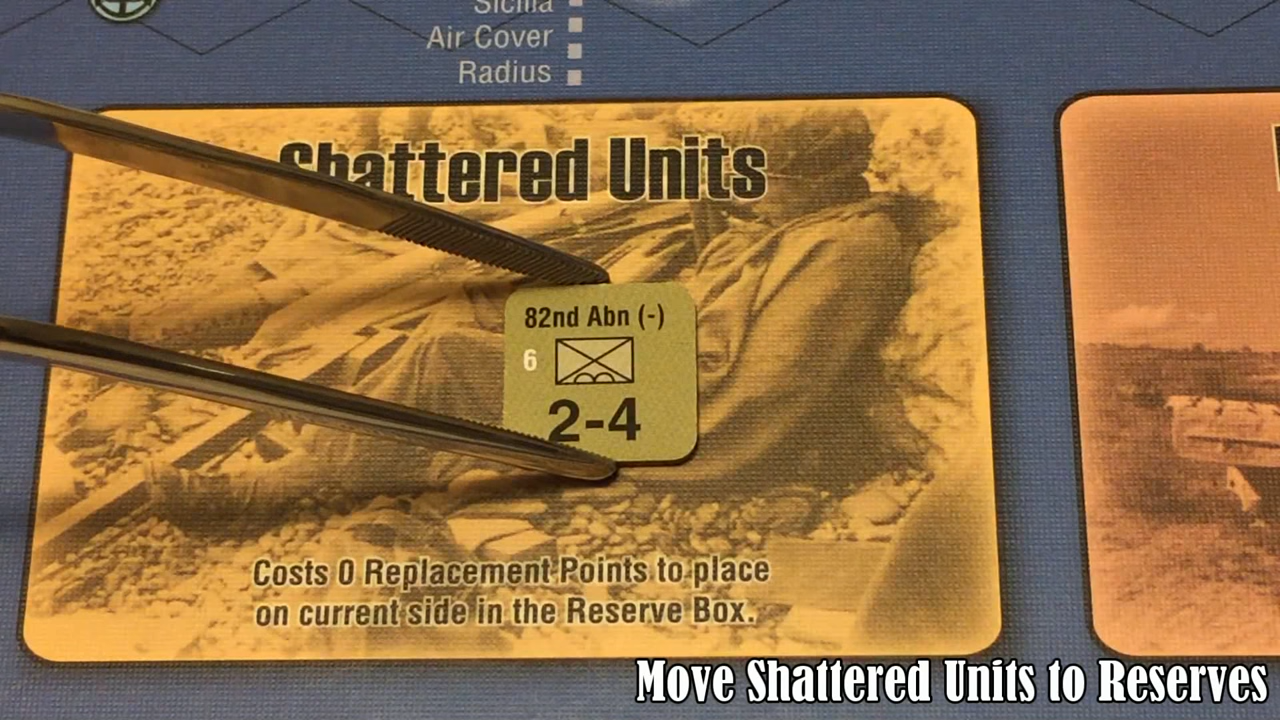 Sicilia
Air Cover
Radius
Shattered Units
82nd Abn (-)
6
2-4
Costs 0 Replacement Points to place
on current side in the Reserve Box.
Move Shattered Units to Reserves